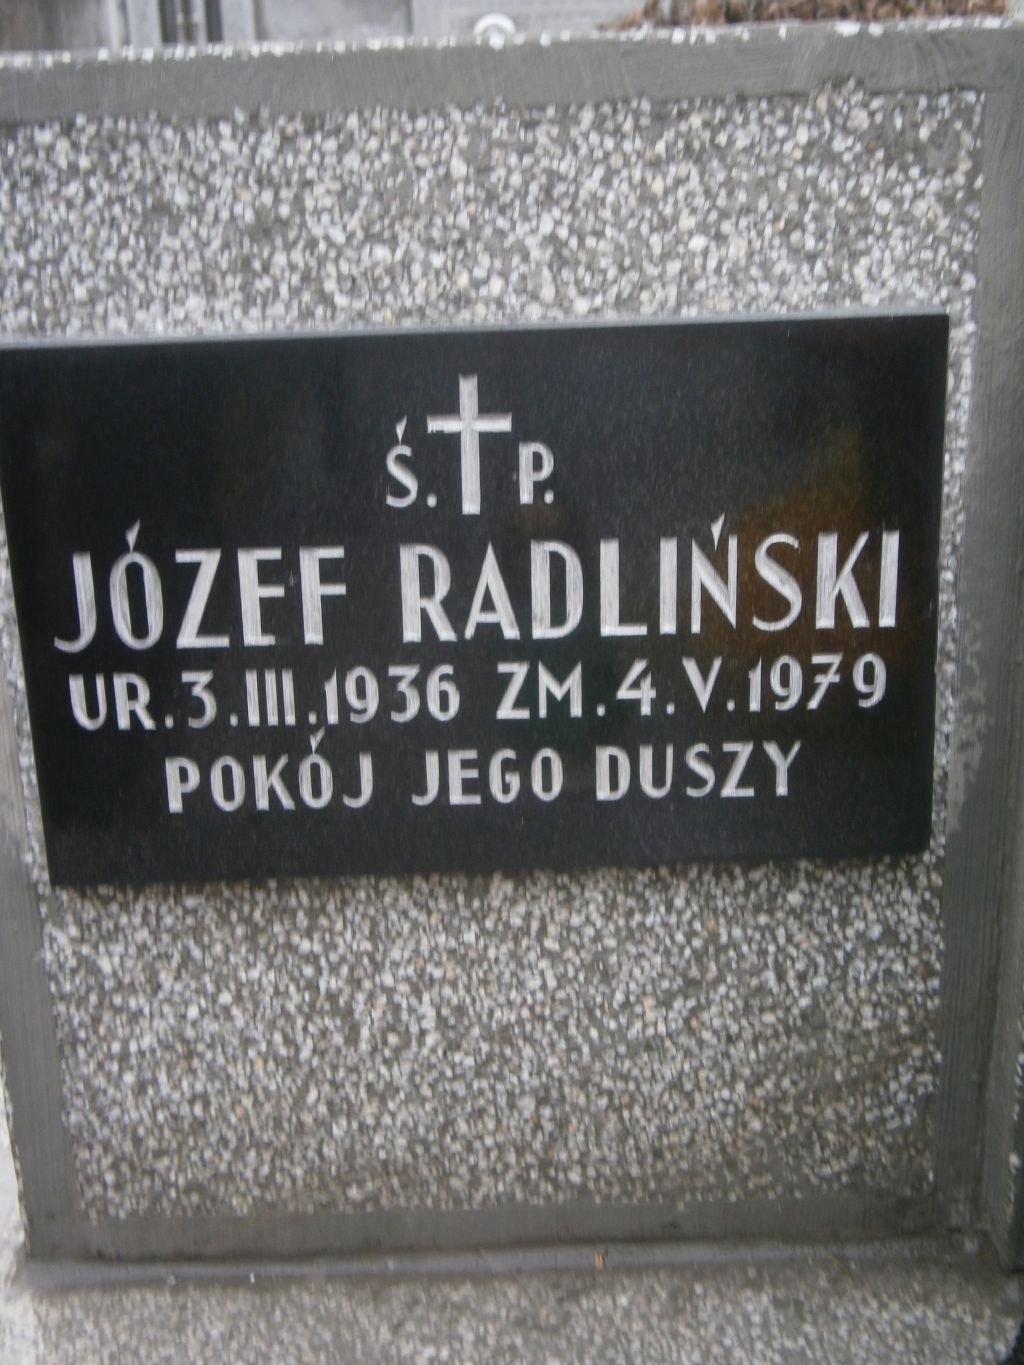 Ś. P.
JÓZEF RADLIŃSKI
UR. 3. III. 1936 ZM. 4. V. 1979
POKÓJ JEGO DUSZY